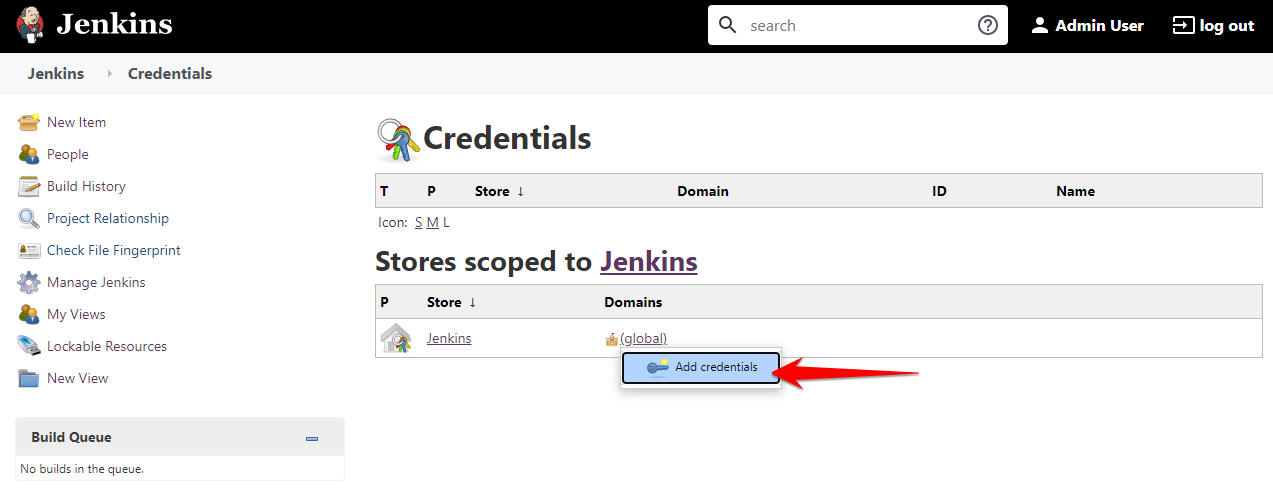 Jenkins
search
Admin User
log out
Jenkins
Credentials
New Item
People
Build History
Project Relationship
Check File Fingerprint
Manage Jenkins
My Views
Lockable Resources
New View
Build Queue
No builds in the queue.
Credentials
T P Store ↓ Domain ID Name
Icon: S M L
Stores scoped to Jenkins
P Store ↓ Domains
Jenkins (global)
Add credentials